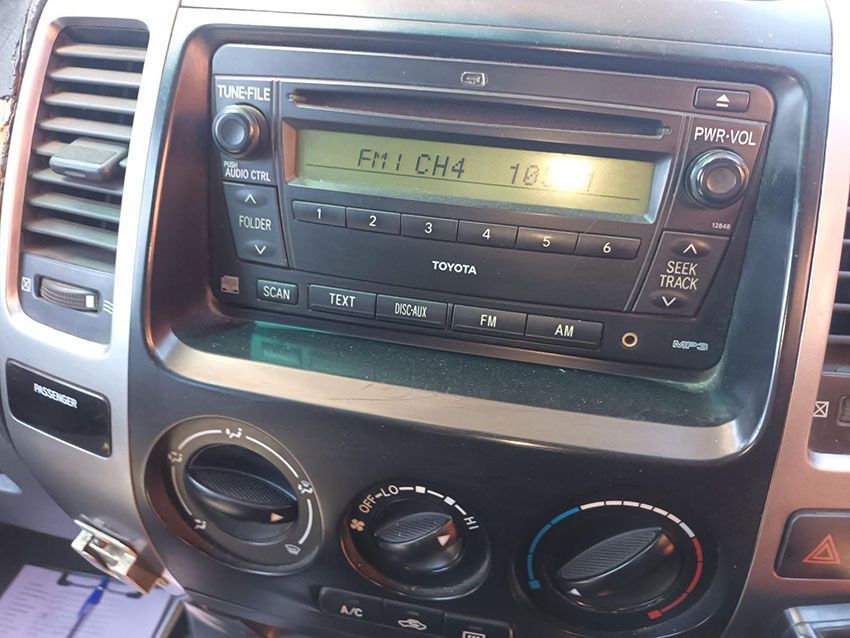 TUNE•FILE
PUSH
AUDIO CTRL
FM1 CH4
PWR•VOL
12848
FOLDER
1 2 3 4 5 6
TOYOTA
SEEK
TRACK
SCAN
TEXT
DISC•AUX
FM
AM
MP3
PASSENGER
OFF LO
HI
A/C